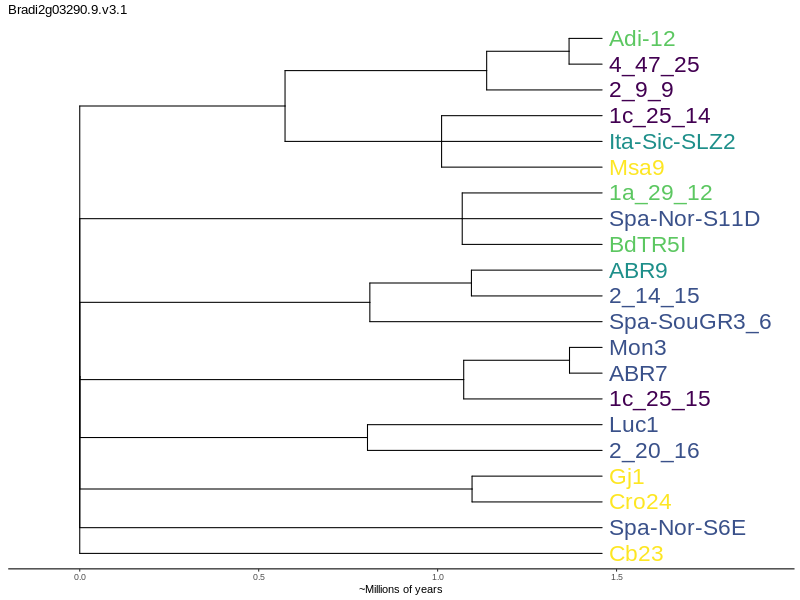 Bradi2g03290.9.v3.1
Adi-12
4_47_25
2_9_9
1c_25_14
Ita-Sic-SLZ2
Msa9
1a_29_12
Spa-Nor-S11D
BdTR5I
ABR9
2_14_15
Spa-SouGR3_6
Mon3
ABR7
1c_25_15
Luc1
2_20_16
Gj1
Cro24
Spa-Nor-S6E
Cb23
0.0 0.5 1.0 1.5
~Millions of years